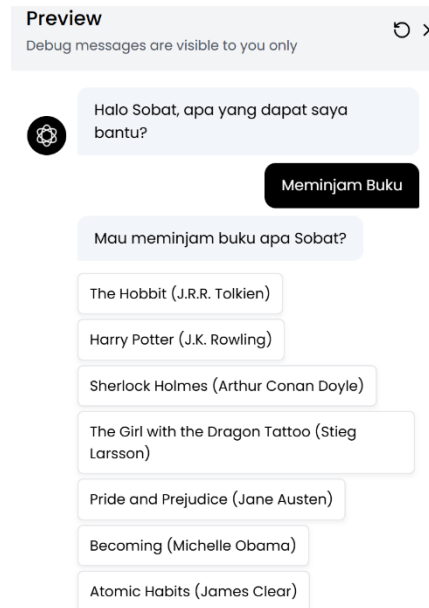 Preview
Debug messages are visible to you only
Halo Sobat, apa yang dapat saya
bantu?
Meminjam Buku
Mau meminjam buku apa Sobat?
The Hobbit (J.R.R. Tolkien)
Harry Potter (J.K. Rowling)
Sherlock Holmes (Arthur Conan Doyle)
The Girl with the Dragon Tattoo (Stieg
Larsson)
Pride and Prejudice (Jane Austen)
Becoming (Michelle Obama)
Atomic Habits (James Clear)